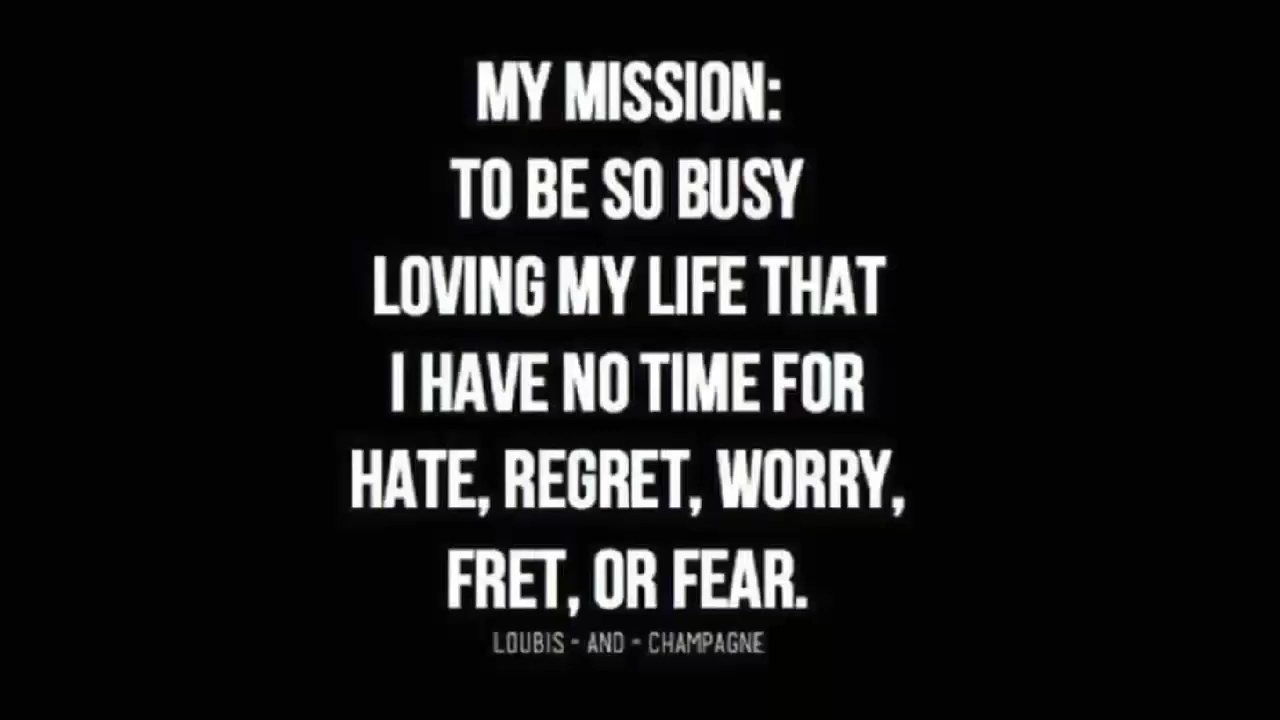 MY MISSION:
TO BE SO BUSY
LOVING MY LIFE THAT
I HAVE NO TIME FOR
HATE, REGRET, WORRY,
FRET, OR FEAR.
LOUBIS - AND - CHAMPAGNE